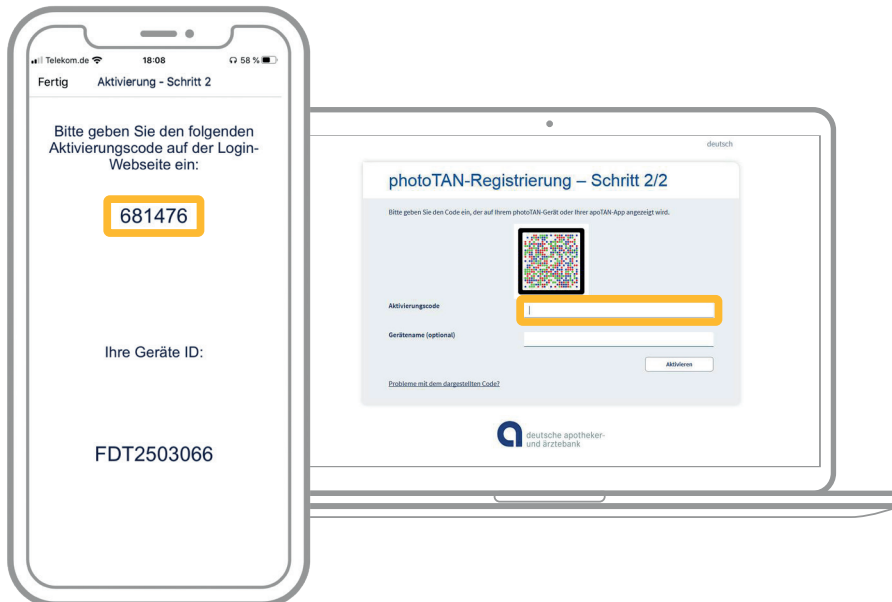 Telekom.de 18:08 58 %
Fertig Aktivierung - Schritt 2
Bitte geben Sie den folgenden
Aktivierungscode auf der Login-
Webseite ein:
681476
Ihre Geräte ID:
FDT2503066
deutsch
photoTAN-Registrierung – Schritt 2/2
Bitte geben Sie den Code ein, der auf Ihrem photoTAN-Gerät oder Ihrer apoTAN-App angezeigt wird.
Aktivierungscode
Gerätename (optional)
Aktivieren
Probleme mit dem dargestellten Code?
deutsche apotheker-
und ärztebank